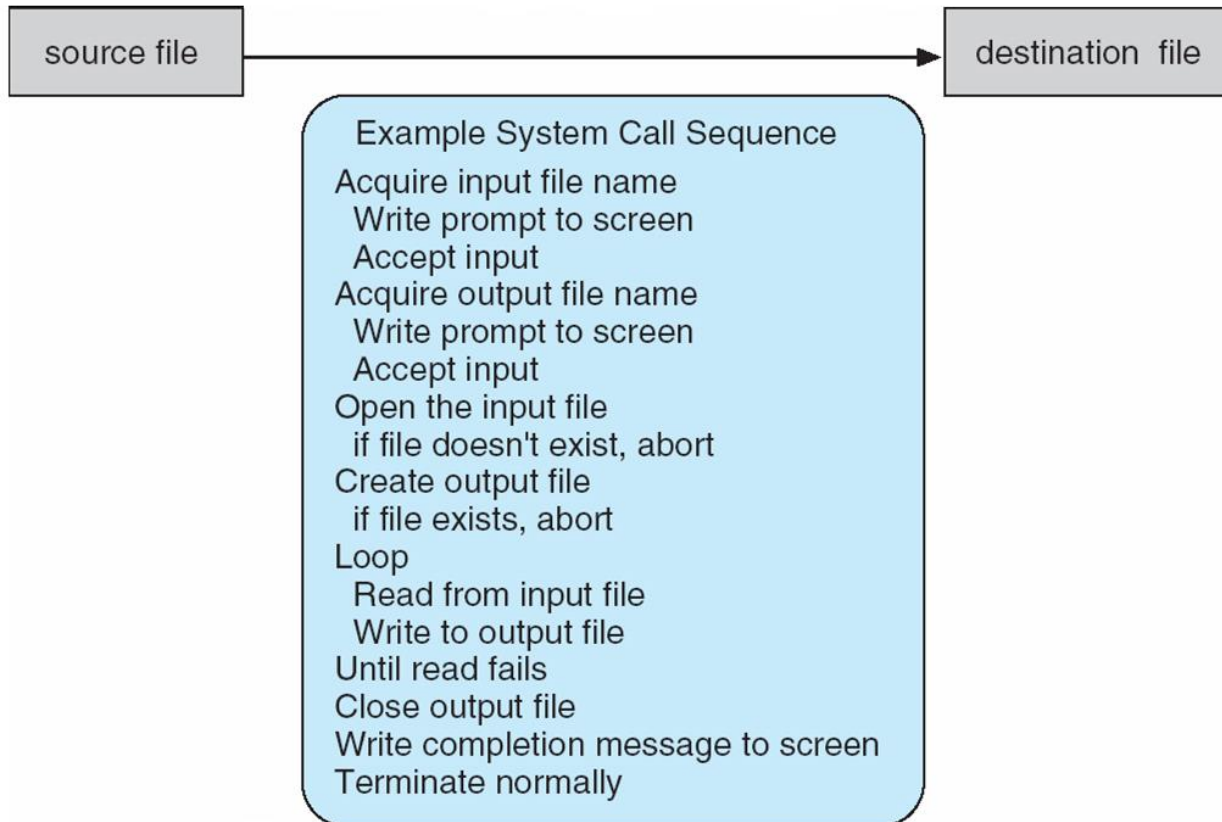 source file
destination file
Example System Call Sequence
Acquire input file name
Write prompt to screen
Accept input
Acquire output file name
Write prompt to screen
Accept input
Open the input file
if file doesn't exist, abort
Create output file
if file exists, abort
Loop
Read from input file
Write to output file
Until read fails
Close output file
Write completion message to screen
Terminate normally